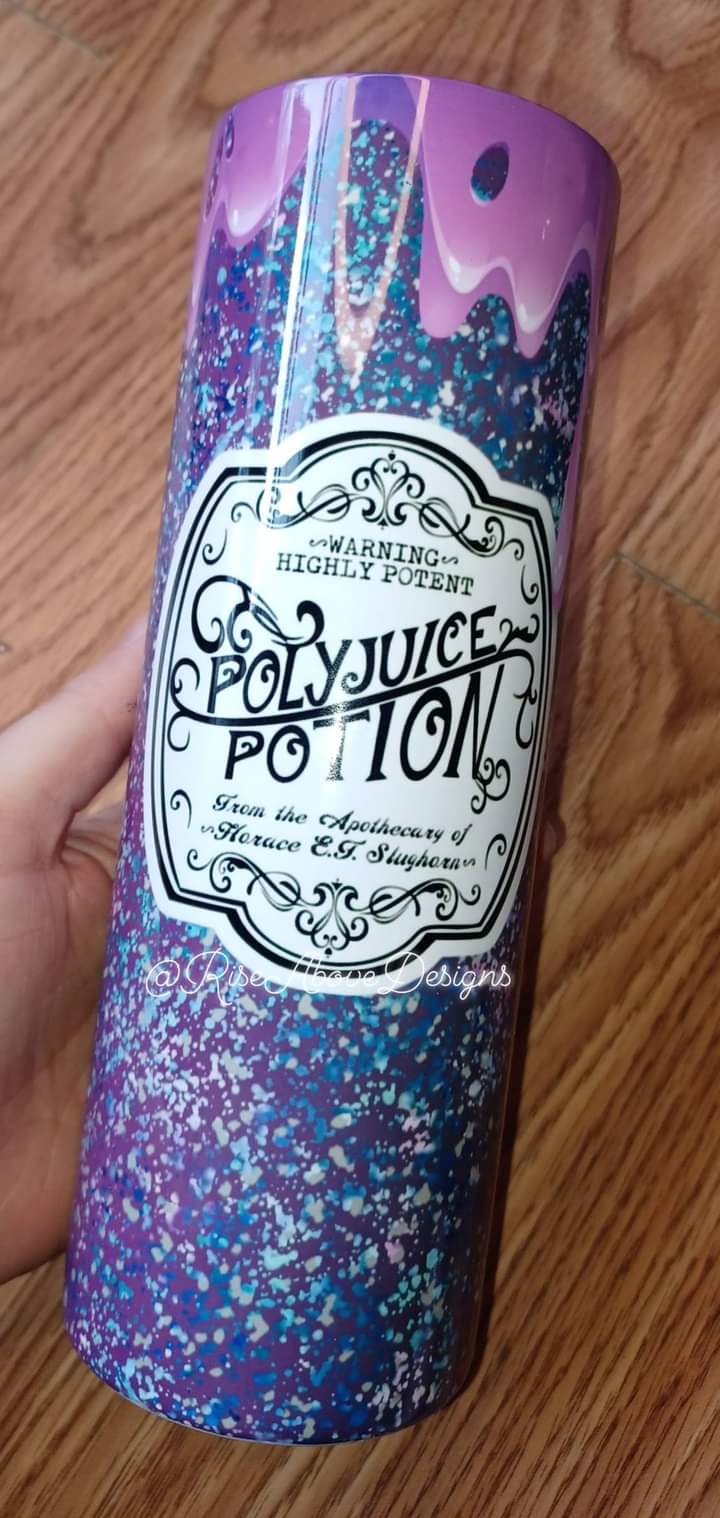 WARNING
HIGHLY POTENT
POLYJUICE
POTION
From the Apothecary of
Horace E.F. Slughorn
@RiseAboveDesigns